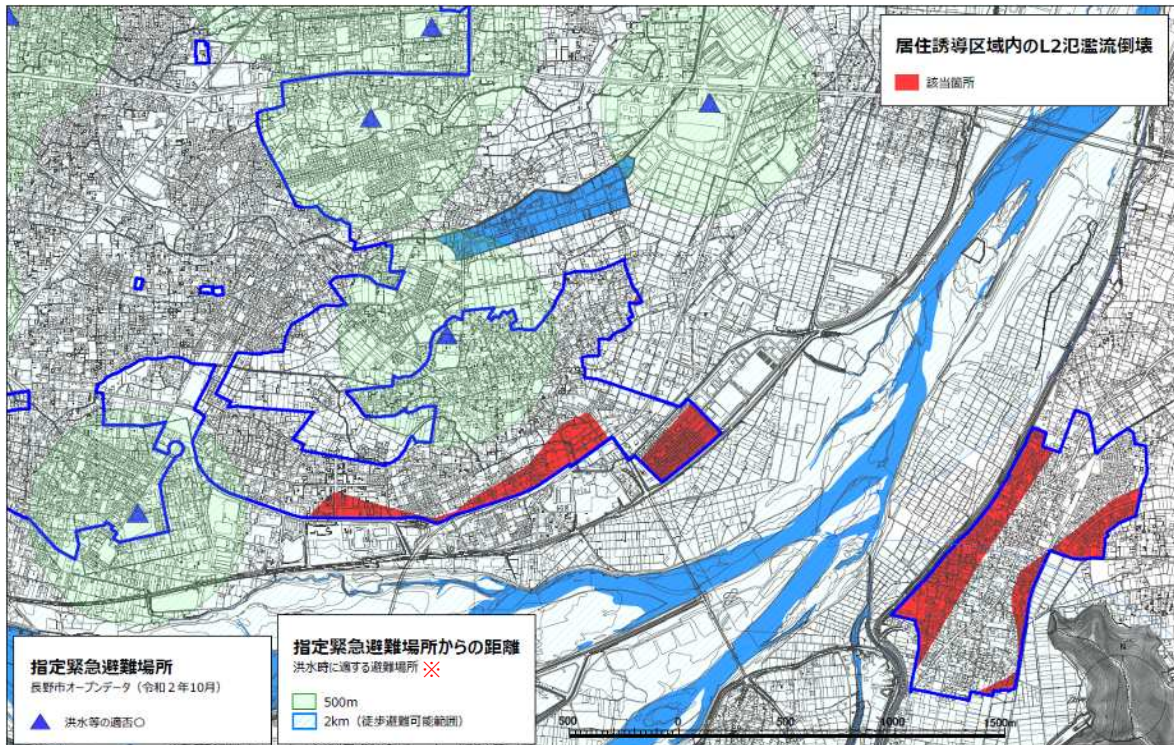 居住誘導区域内のL2氾濫流倒壊
該当箇所
指定緊急避難場所
長野市オープンデータ(令和2年10月)
洪水等の適否〇
指定緊急避難場所からの距離
洪水時に適する避難場所 ※
500m
2km(徒歩避難可能範囲)
500 0 500 1000 1500m